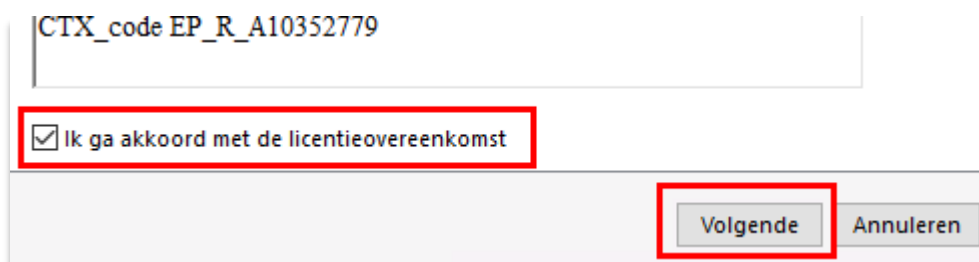 CTX_code EP_R_A10352779
Ik ga akkoord met de licentieovereenkomst
Volgende Annuleren